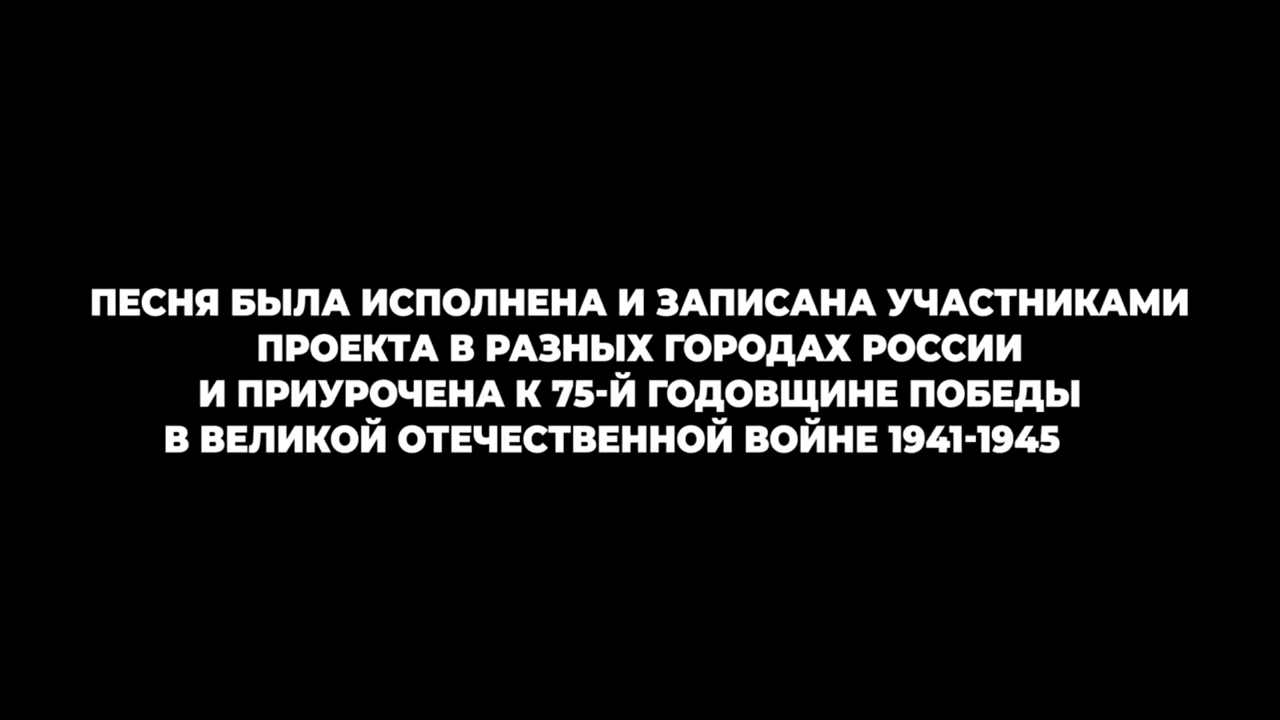 ПЕСНЯ БЫЛА ИСПОЛНЕНА И ЗАПИСАНА УЧАСТНИКАМИ
ПРОЕКТА В РАЗНЫХ ГОРОДАХ РОССИИ
И ПРИУРОЧЕНА К 75-Й ГОДОВЩИНЕ ПОБЕДЫ
В ВЕЛИКОЙ ОТЕЧЕСТВЕННОЙ ВОЙНЕ 1941-1945